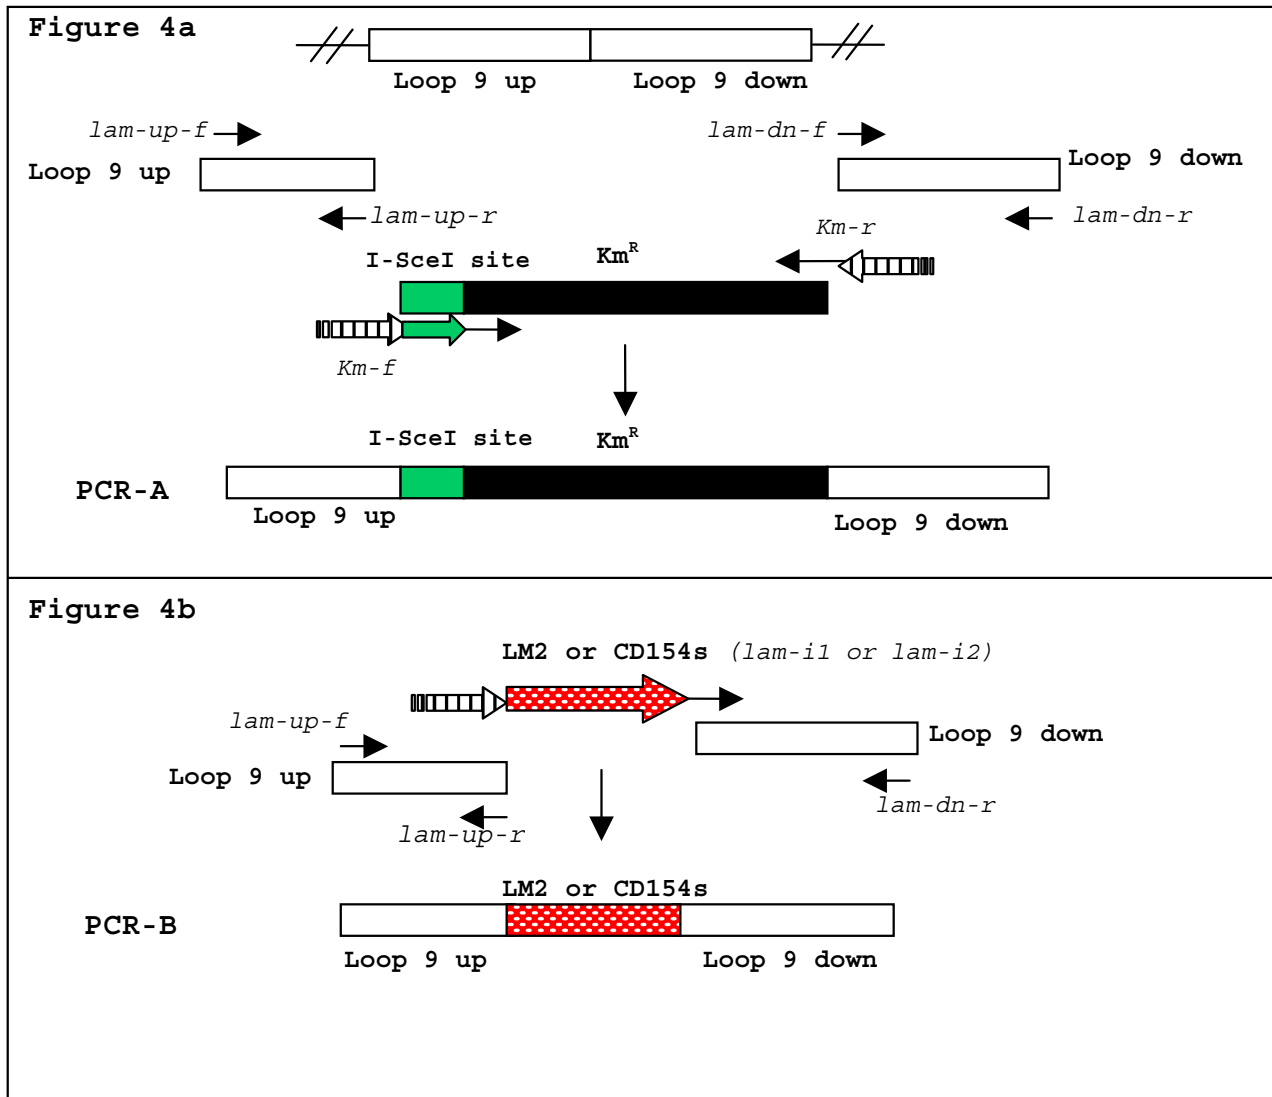 Figure 4a
Loop 9 up
Loop 9 down
lam-up-f
lam-dn-f
Loop 9 up
Loop 9 down
lam-up-r
lam-dn-r
Km-r
I-SceI site
Km^R
Km-f
I-SceI site
Km^R
PCR-A
Loop 9 up
Loop 9 down
Figure 4b
LM2 or CD154s (lam-i1 or lam-i2)
lam-up-f
Loop 9 down
Loop 9 up
lam-dn-r
lam-up-r
LM2 or CD154s
PCR-B
Loop 9 up
Loop 9 down